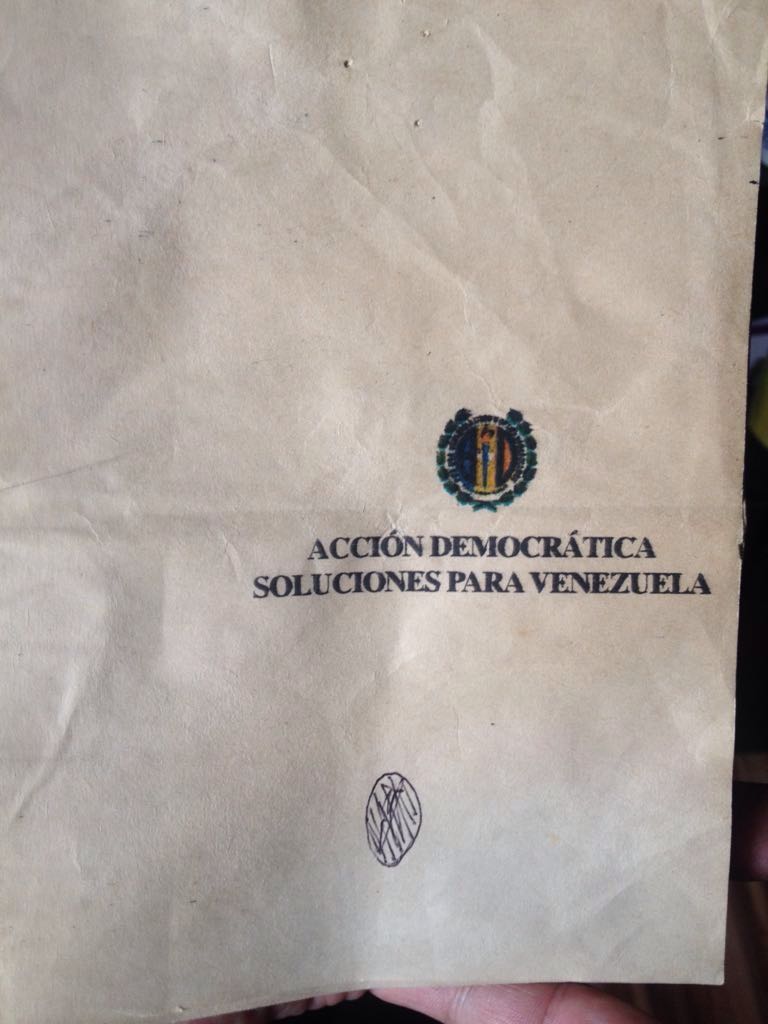 ACCIÓN DEMOCRÁTICA
SOLUCIONES PARA VENEZUELA